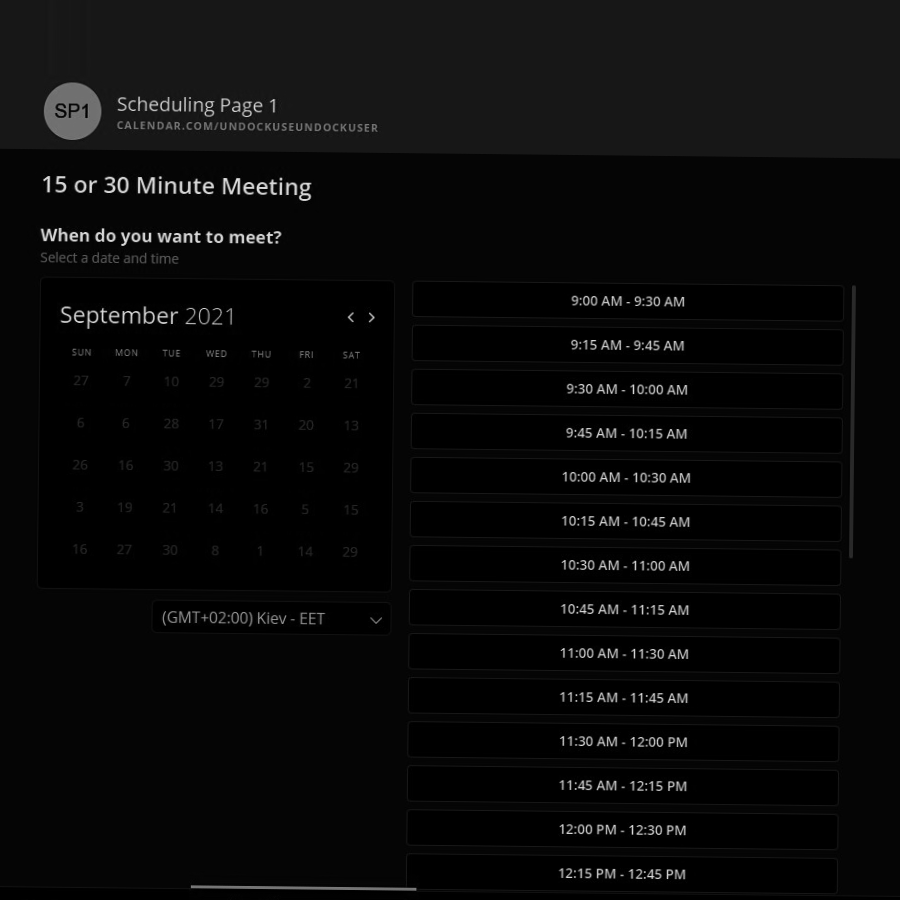 SP1
Scheduling Page 1
CALENDAR.COM/UNDOCKUSEUNDOCKUSER
15 or 30 Minute Meeting
When do you want to meet?
Select a date and time
September 2021
SUN MON TUE WED THU FRI SAT
27 7 10 29 29 2 21
6 6 28 17 31 20 13
26 16 30 13 21 15 29
3 19 21 14 16 5 15
16 27 30 8 1 14 29
(GMT+02:00) Kiev - EET
9:00 AM - 9:30 AM
9:15 AM - 9:45 AM
9:30 AM - 10:00 AM
9:45 AM - 10:15 AM
10:00 AM - 10:30 AM
10:15 AM - 10:45 AM
10:30 AM - 11:00 AM
10:45 AM - 11:15 AM
11:00 AM - 11:30 AM
11:15 AM - 11:45 AM
11:30 AM - 12:00 PM
11:45 AM - 12:15 PM
12:00 PM - 12:30 PM
12:15 PM - 12:45 PM